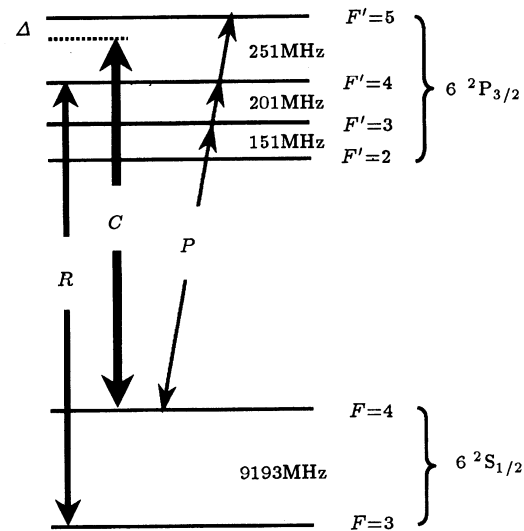 Δ
F′=5
251MHz
F′=4
6 ²P₃/₂
201MHz
F′=3
151MHz
F′=2
C
P
R
F=4
9193MHz
6 ²S₁/₂
F=3